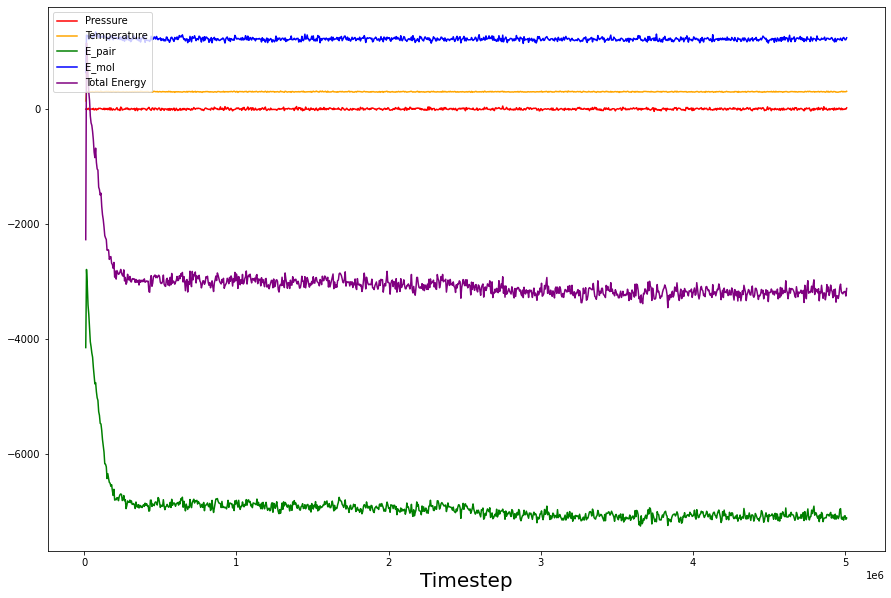 Pressure
Temperature
E_pair
E_mol
Total Energy
0
−2000
−4000
−6000
0 1 2 3 4 5
1e6
Timestep